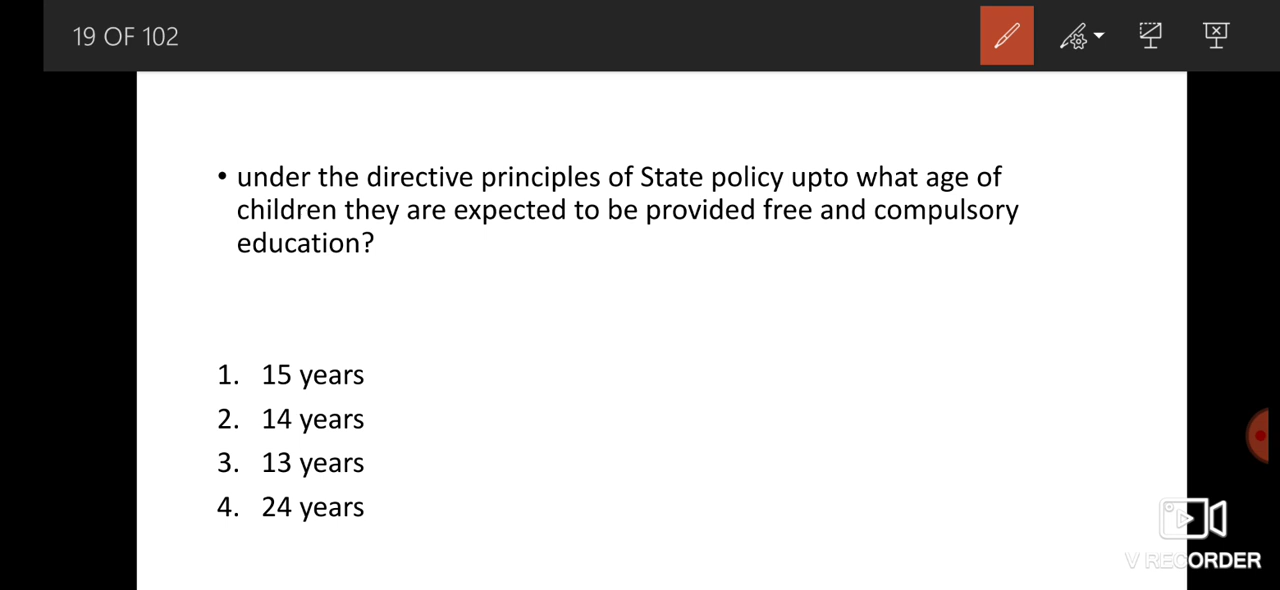 19 OF 102
• under the directive principles of State policy upto what age of
children they are expected to be provided free and compulsory
education?
1. 15 years
2. 14 years
3. 13 years
4. 24 years
V RECORDER